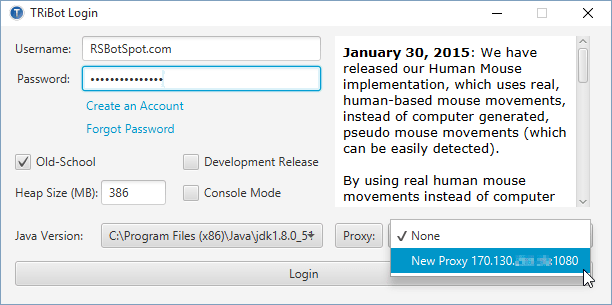 TRiBot Login
Username: RSBotSpot.com
Password: ••••••••••••••••
Create an Account
Forgot Password
Old-School
Development Release
Heap Size (MB): 386
Console Mode
January 30, 2015: We have
released our Human Mouse
implementation, which uses real,
human-based mouse movements,
instead of computer generated,
pseudo mouse movements (which
can be easily detected).
By using real human mouse
movements instead of computer
Java Version: C:\Program Files (x86)\Java\jdk1.8.0_5
Proxy:
None
New Proxy 170.130. :1080
Login